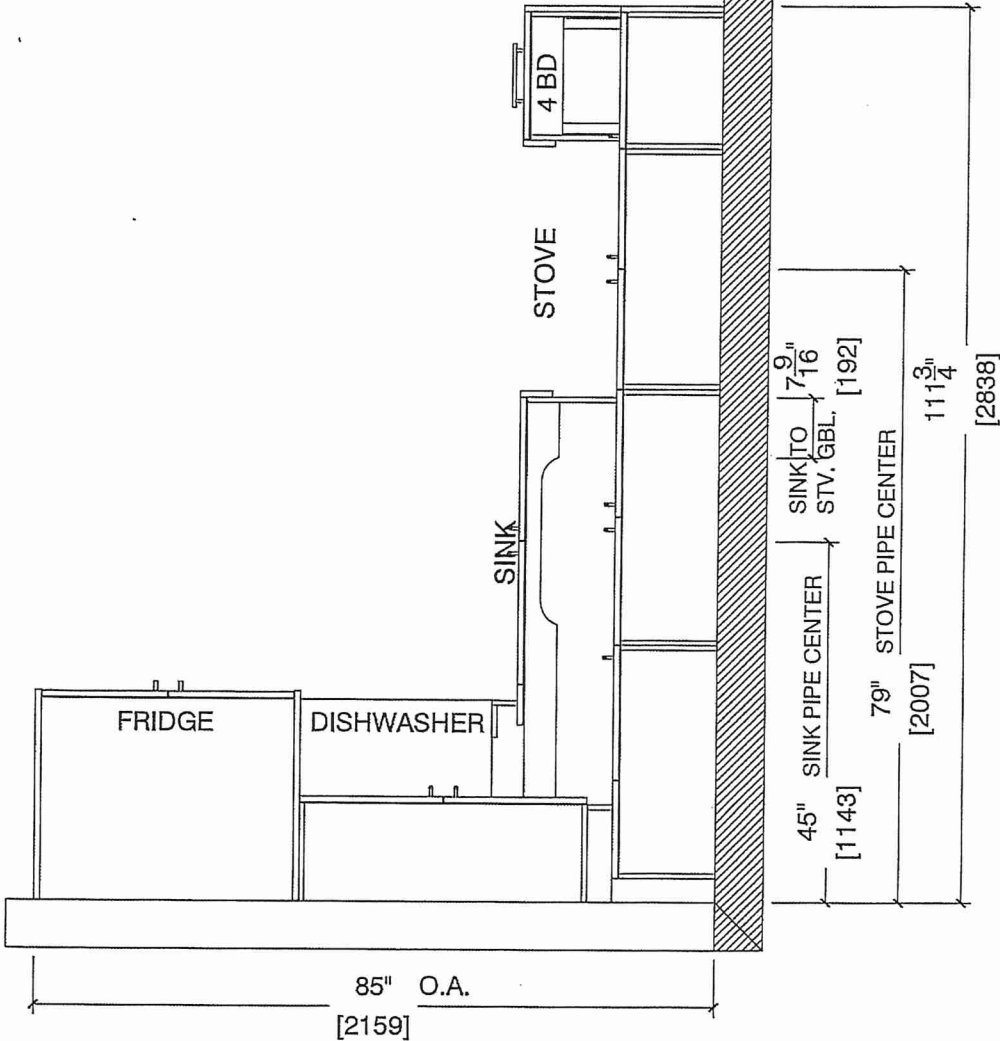 4 BD
STOVE
SINK
FRIDGE
DISHWASHER
7 9/16"
[192]
SINK TO
STV. GBL.
111 3/4"
[2838]
STOVE PIPE CENTER
79"
[2007]
SINK PIPE CENTER
45"
[1143]
85" O.A.
[2159]